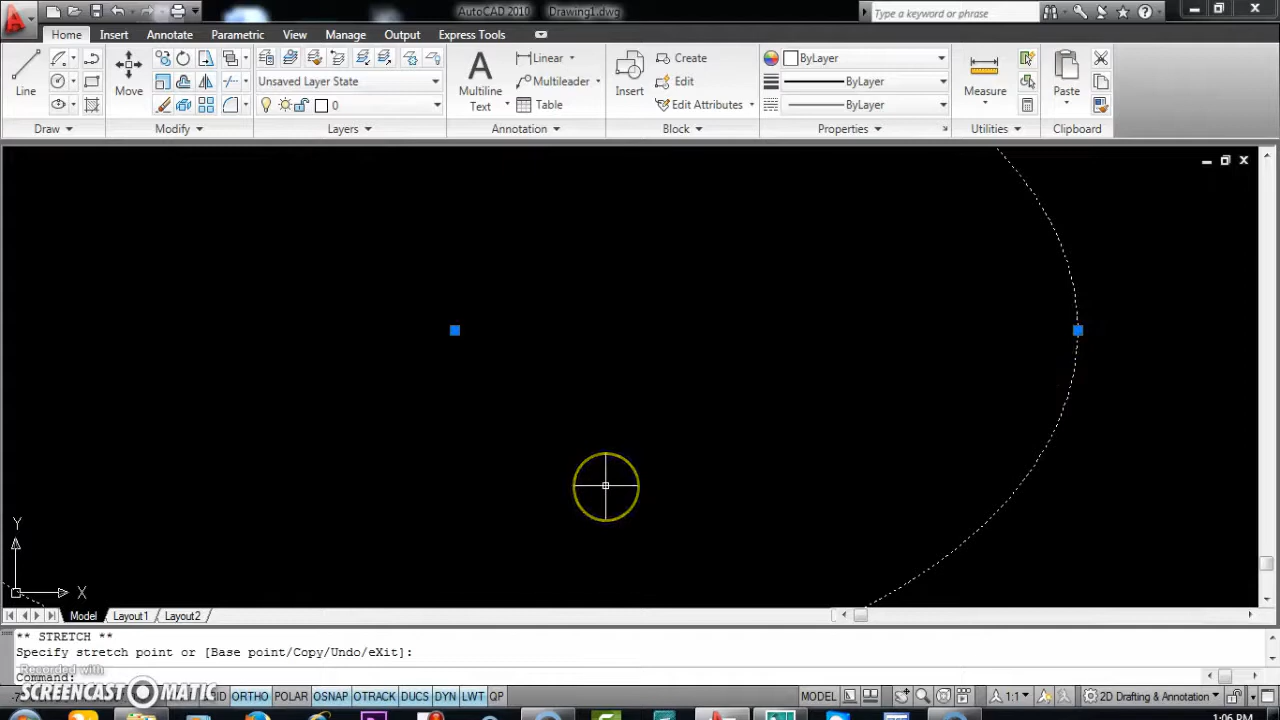 AutoCAD 2010 Drawing1.dwg Type a keyword or phrase
Home Insert Annotate Parametric View Manage Output Express Tools
Line Move Unsaved Layer State 0 Multiline Text Linear Multileader Table Insert Create Edit Edit Attributes ByLayer ByLayer ByLayer Measure Paste
Draw Modify Layers Annotation Block Properties Utilities Clipboard
Y
X
Model Layout1 Layout2
** STRETCH **
Specify stretch point or [Base point/Copy/Undo/eXit]:
Command:
Recorded with
SCREENCAST MATIC
ORTHO POLAR OSNAP OTRACK DUCS DYN LWT QP MODEL 1:1 2D Drafting & Annotation
1:06 PM